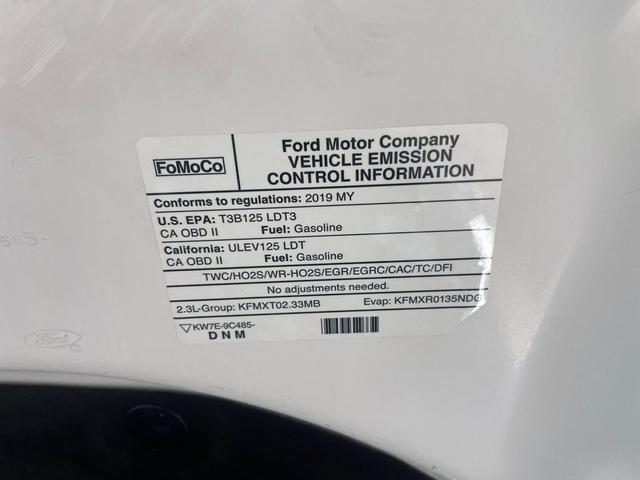 FoMoCo
Ford Motor Company
VEHICLE EMISSION
CONTROL INFORMATION
Conforms to regulations: 2019 MY
U.S. EPA: T3B125 LDT3
CA OBD II Fuel: Gasoline
California: ULEV125 LDT
CA OBD II Fuel: Gasoline
TWC/HO2S/WR-HO2S/EGR/EGRC/CAC/TC/DFI
No adjustments needed.
2.3L-Group: KFMXT02.33MB Evap: KFMXR0135NDG
KW7E-9C485-
DNM
Ford